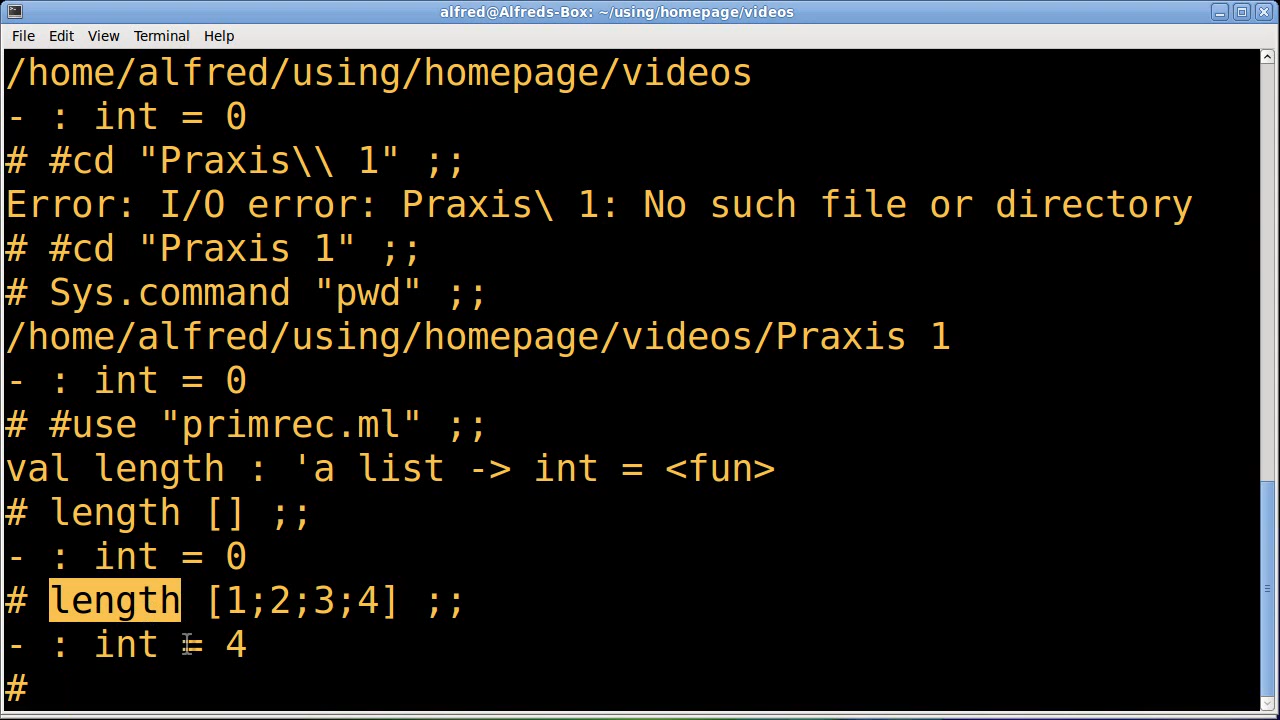 alfred@Alfreds-Box: ~/using/homepage/videos
File Edit View Terminal Help
/home/alfred/using/homepage/videos
- : int = 0
# #cd "Praxis\\ 1" ;;
Error: I/O error: Praxis\ 1: No such file or directory
# #cd "Praxis 1" ;;
# Sys.command "pwd" ;;
/home/alfred/using/homepage/videos/Praxis 1
- : int = 0
# #use "primrec.ml" ;;
val length : 'a list -> int = <fun>
# length [] ;;
- : int = 0
# length [1;2;3;4] ;;
- : int = 4
#